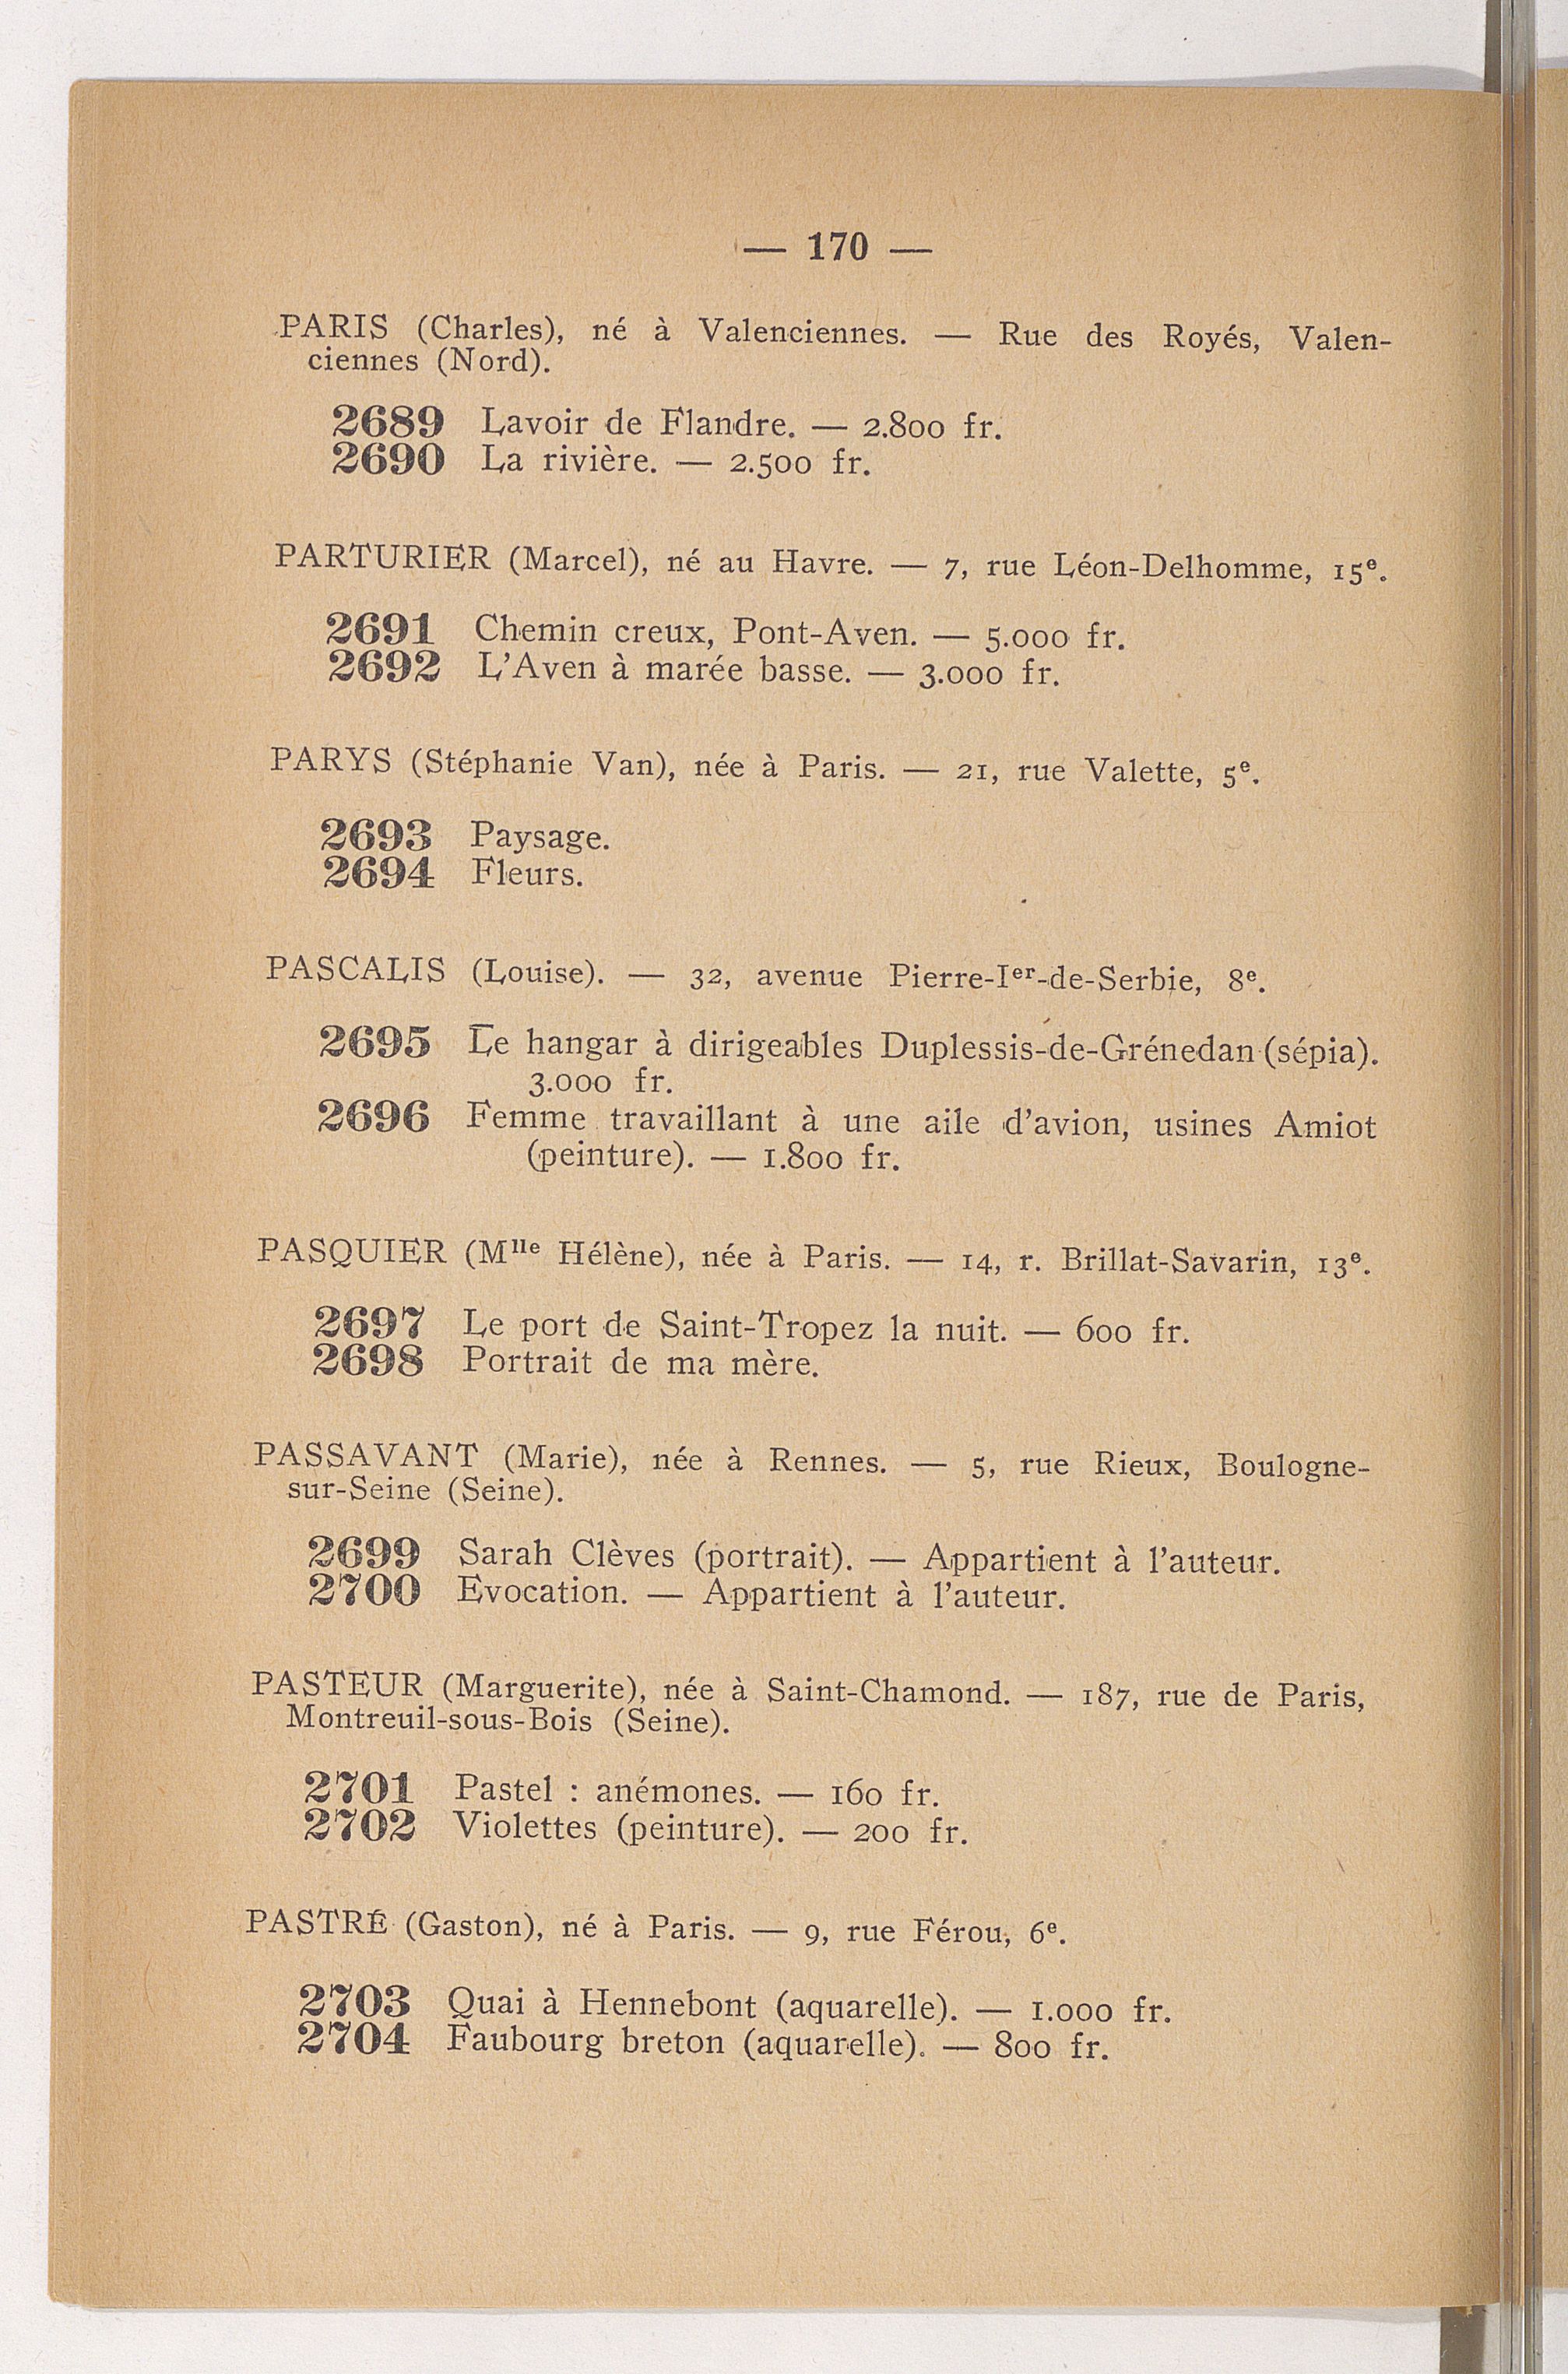 — 170 —
PARIS (Charles), né à Valenciennes. — Rue des Royés, Valen-
ciennes (Nord).
2689 Lavoir de Flandre. — 2.800 fr.
2690 La rivière. — 2.500 fr.
PARTURIER (Marcel), né au Havre. — 7, rue Léon-Delhomme, 15e.
2691 Chemin creux, Pont-Aven. — 5.000 fr.
2692 L'Aven à marée basse. — 3.000 fr.
PARYS (Stéphanie Van), née à Paris. — 21, rue Valette, 5e.
2693 Paysage.
2694 Fleurs.
PASCALIS (Louise). — 32, avenue Pierre-Ier-de-Serbie, 8e.
2695 Le hangar à dirigeables Duplessis-de-Grénedan (sépia).
3.000 fr.
2696 Femme travaillant à une aile d'avion, usines Amiot
(peinture). — 1.800 fr.
PASQUIER (Mlle Hélène), née à Paris. — 14, r. Brillat-Savarin, 13e.
2697 Le port de Saint-Tropez la nuit. — 600 fr.
2698 Portrait de ma mère.
PASSAVANT (Marie), née à Rennes. — 5, rue Rieux, Boulogne-
sur-Seine (Seine).
2699 Sarah Clèves (portrait). — Appartient à l'auteur.
2700 Evocation. — Appartient à l'auteur.
PASTEUR (Marguerite), née à Saint-Chamond. — 187, rue de Paris,
Montreuil-sous-Bois (Seine).
2701 Pastel : anémones. — 160 fr.
2702 Violettes (peinture). — 200 fr.
PASTRÉ (Gaston), né à Paris. — 9, rue Férou, 6e.
2703 Quai à Hennebont (aquarelle). — 1.000 fr.
2704 Faubourg breton (aquarelle). — 800 fr.